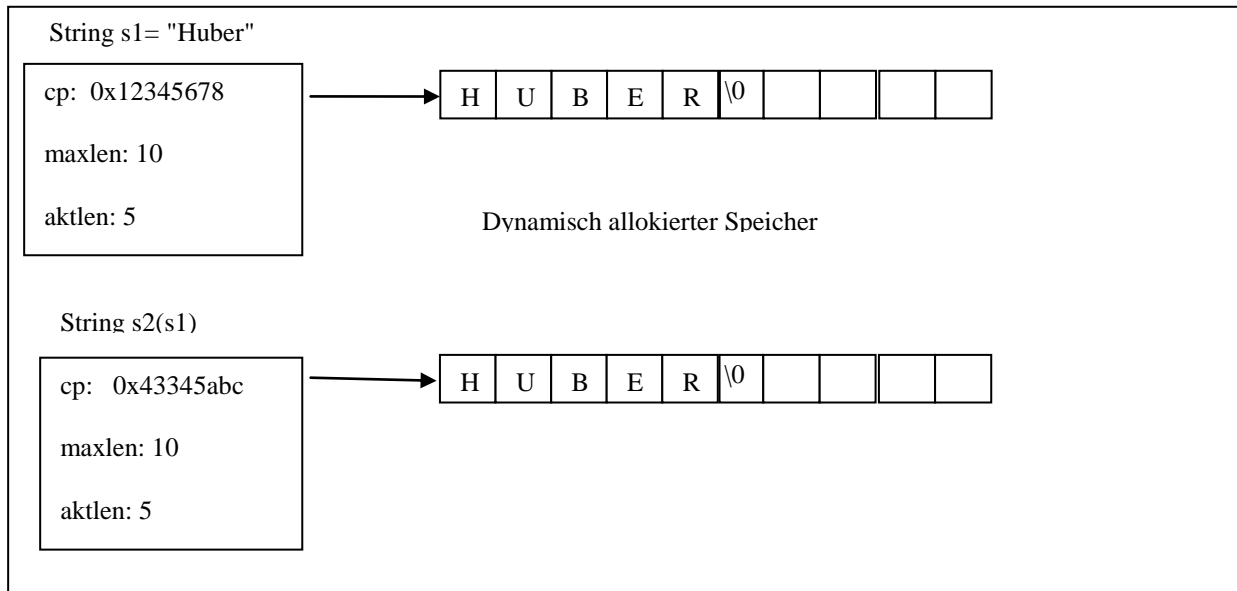 String s1= "Huber"
cp: 0x12345678
H U B E R \0
maxlen: 10
aktlen: 5
Dynamisch allokierter Speicher
String s2(s1)
cp: 0x43345abc
H U B E R \0
maxlen: 10
aktlen: 5